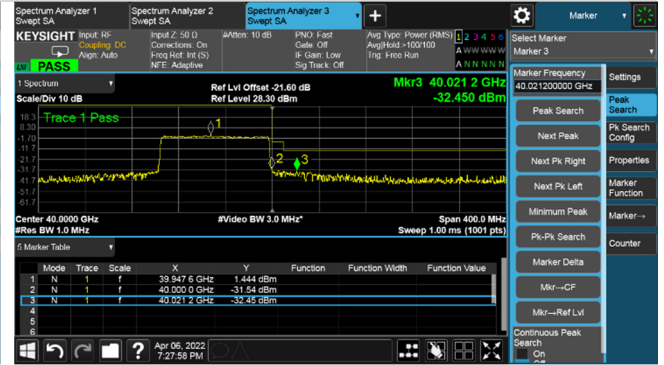 Spectrum Analyzer 1
Swept SA
Spectrum Analyzer 2
Swept SA
Spectrum Analyzer 3
Swept SA
Marker
KEYSIGHT
Input: RF
Coupling: DC
Align: Auto
Input Z: 50 Ω
Corrections: On
Freq Ref: Int (S)
NFE: Adaptive
#Atten: 10 dB
PNO: Fast
Gate: Off
IF Gain: Low
Sig Track: Off
Avg Type: Power (RMS)
Avg|Hold:>100/100
Trig: Free Run
1 2 3 4 5 6
A W W W W W
A N N N N N
PASS
Select Marker
Marker 3
1 Spectrum
Scale/Div 10 dB
Ref Lvl Offset -21.60 dB
Ref Level 28.30 dBm
Mkr3 40.021 2 GHz
-32.450 dBm
Trace 1 Pass
18.3
8.30
-1.70
-11.7
-21.7
-31.7
-41.7
-51.7
-61.7
1
2
3
Center 40.0000 GHz
#Res BW 1.0 MHz
#Video BW 3.0 MHz*
Span 400.0 MHz
Sweep 1.00 ms (1001 pts)
5 Marker Table
Mode Trace Scale X Y Function Function Width Function Value
1 N 1 f 39.947 6 GHz 1.444 dBm
2 N 1 f 40.000 0 GHz -31.54 dBm
3 N 1 f 40.021 2 GHz -32.45 dBm
4
5
6
Apr 06, 2022
7:27:58 PM
Marker Frequency
40.021200000 GHz
Peak Search
Next Peak
Next Pk Right
Next Pk Left
Minimum Peak
Pk-Pk Search
Marker Delta
Mkr→CF
Mkr→Ref Lvl
Continuous Peak
Search
On
Off
Settings
Peak
Search
Pk Search
Config
Properties
Marker
Function
Marker→
Counter